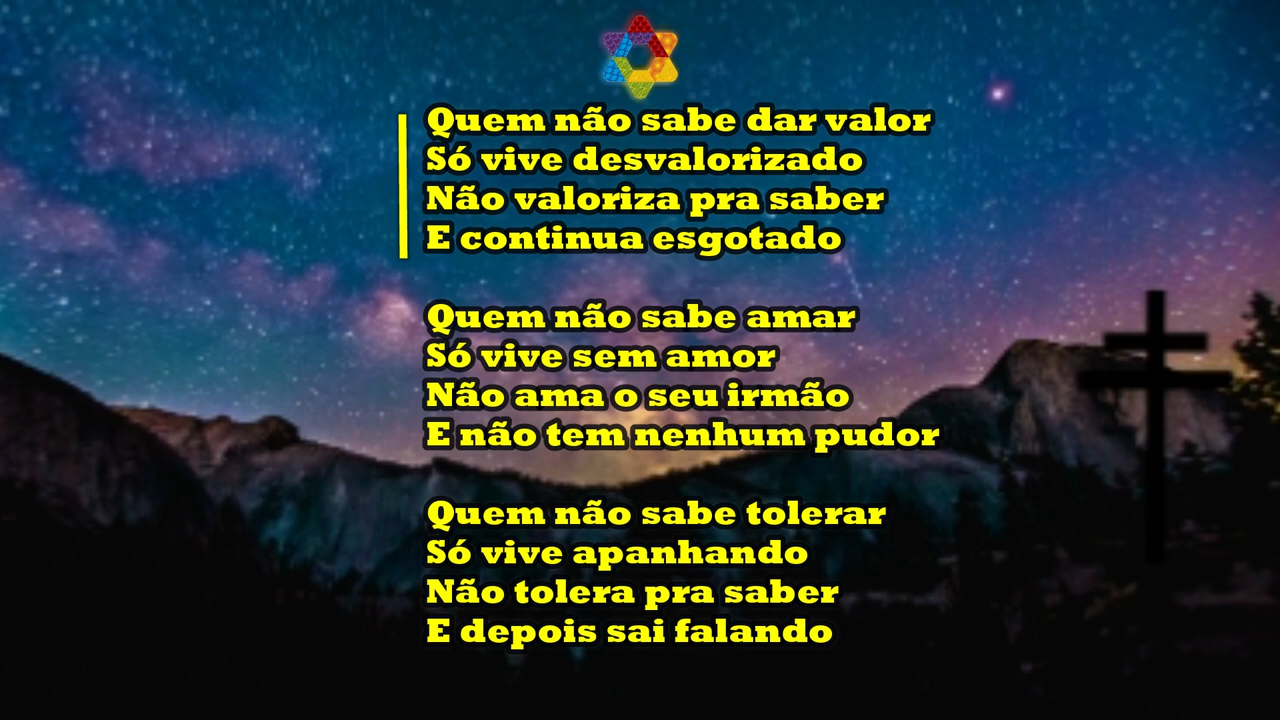 Quem não sabe dar valor
Só vive desvalorizado
Não valoriza pra saber
E continua esgotado
Quem não sabe amar
Só vive sem amor
Não ama o seu irmão
E não tem nenhum pudor
Quem não sabe tolerar
Só vive apanhando
Não tolera pra saber
E depois sai falando